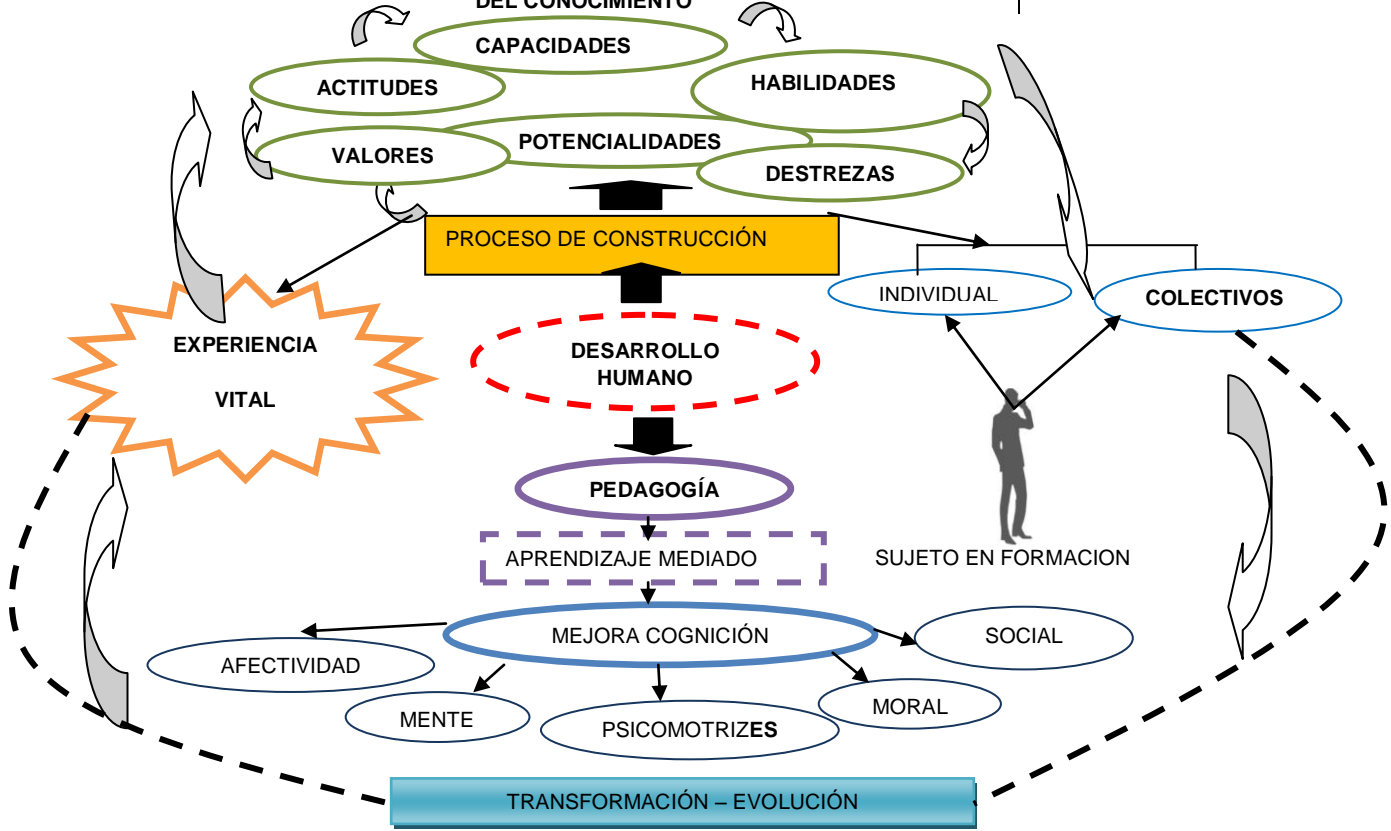 DEL CONOCIMIENTO
CAPACIDADES
ACTITUDES
HABILIDADES
POTENCIALIDADES
VALORES
DESTREZAS
PROCESO DE CONSTRUCCIÓN
INDIVIDUAL
COLECTIVOS
EXPERIENCIA
VITAL
DESARROLLO
HUMANO
PEDAGOGÍA
APRENDIZAJE MEDIADO
SUJETO EN FORMACION
MEJORA COGNICIÓN
SOCIAL
AFECTIVIDAD
MENTE
MORAL
PSICOMOTRIZES
TRANSFORMACIÓN – EVOLUCIÓN